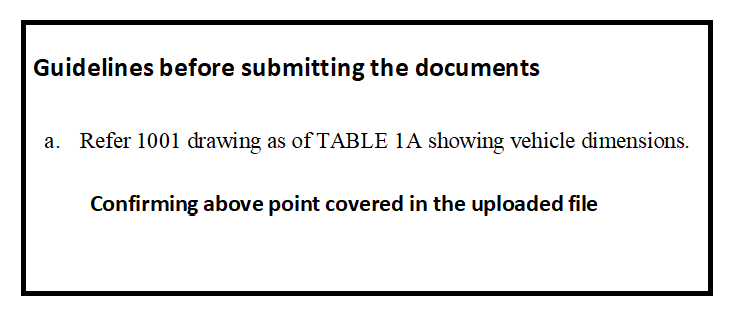 Guidelines before submitting the documents
a. Refer 1001 drawing as of TABLE 1A showing vehicle dimensions.
Confirming above point covered in the uploaded file